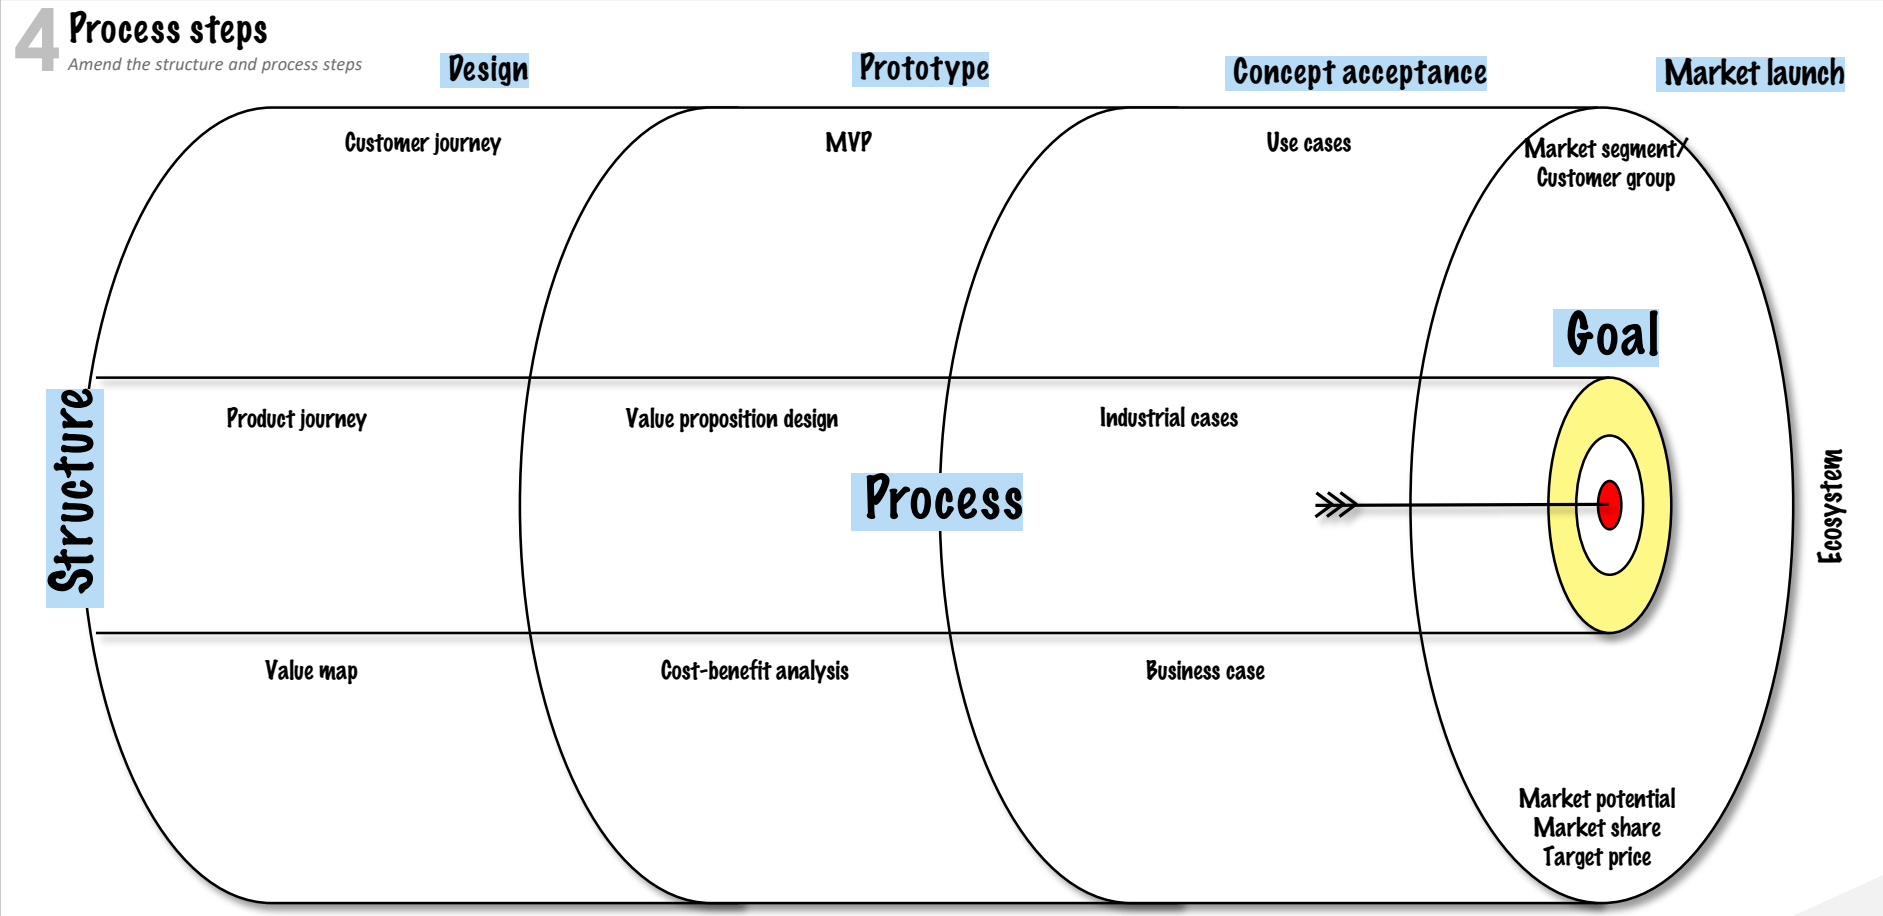 4
Process steps
Amend the structure and process steps
Design
Prototype
Concept acceptance
Market launch
Customer journey
MVP
Use cases
Market segment/
Customer group
Goal
Structure
Product journey
Value proposition design
Industrial cases
Process
Ecosystem
Value map
Cost-benefit analysis
Business case
Market potential
Market share
Target price